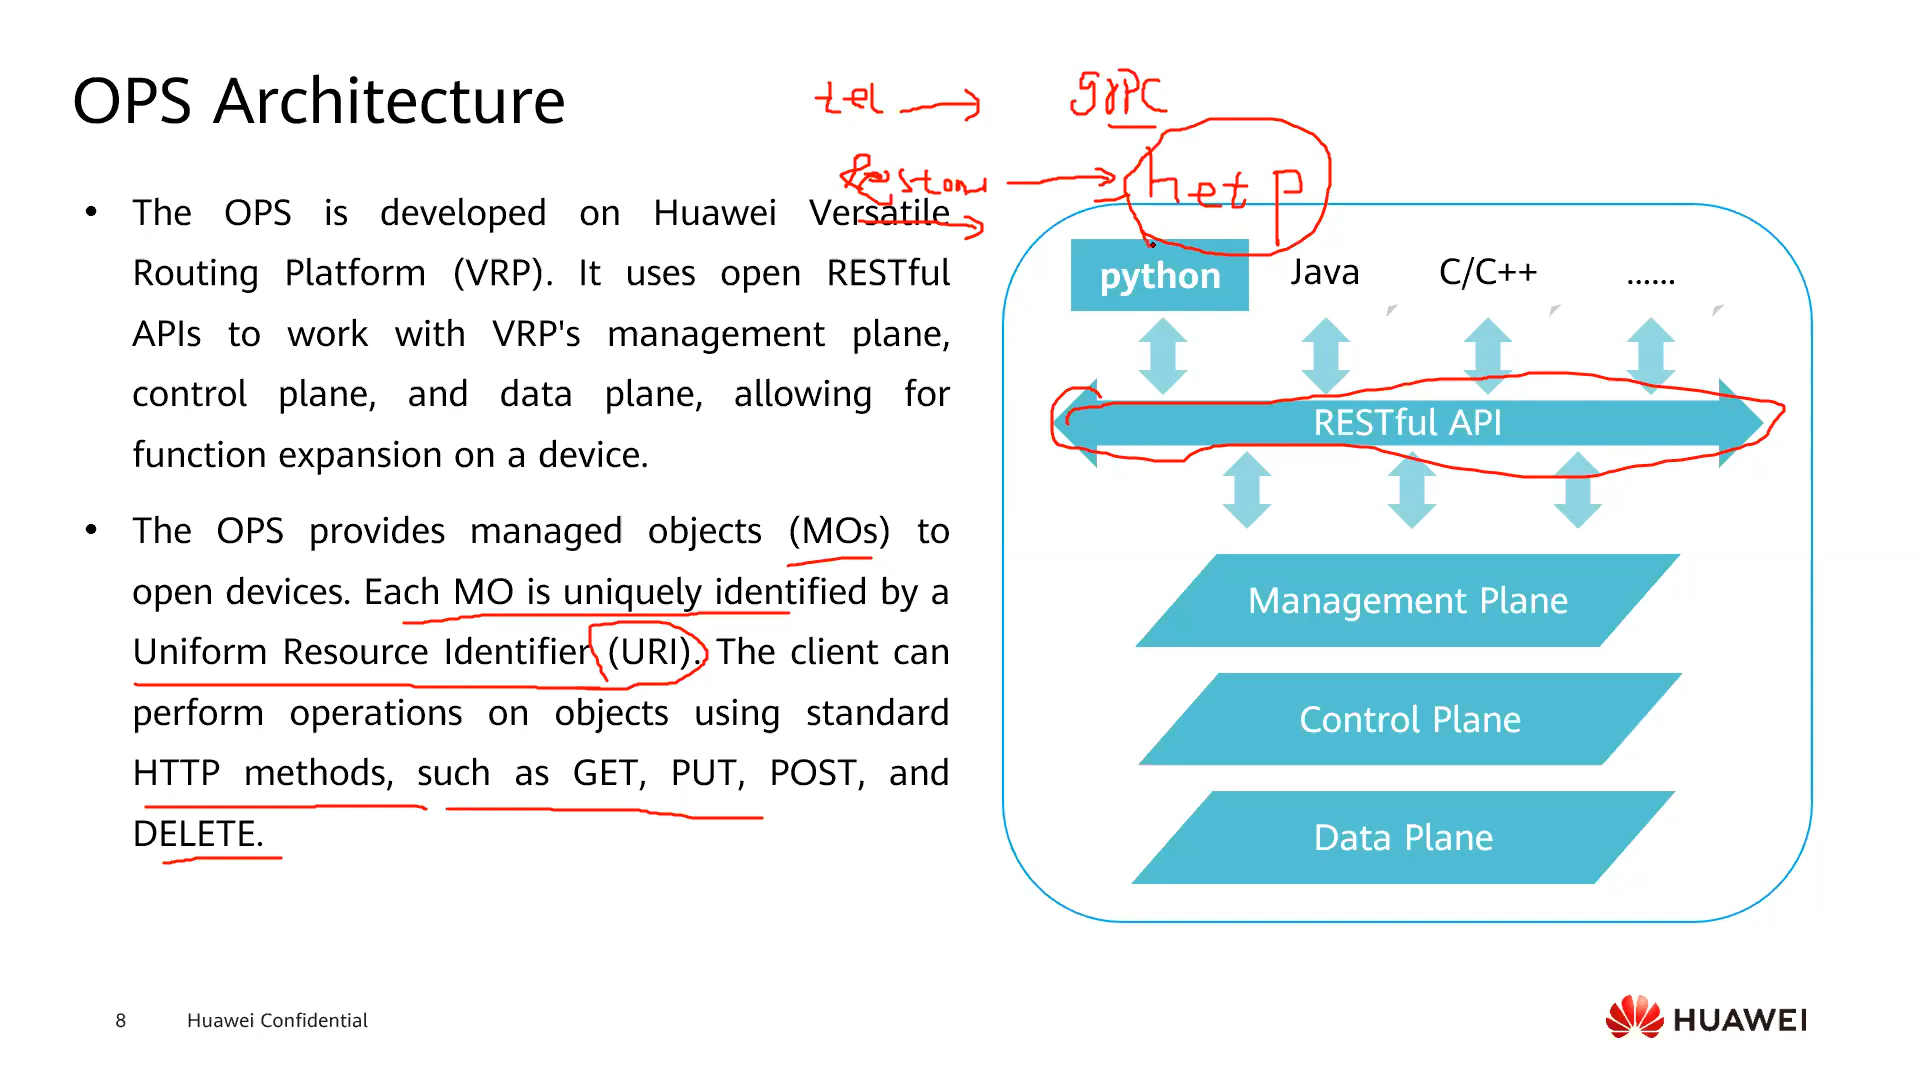 OPS Architecture
tel
grPC
http
• The OPS is developed on Huawei Versatile
Routing Platform (VRP). It uses open RESTful
APIs to work with VRP's management plane,
control plane, and data plane, allowing for
function expansion on a device.
• The OPS provides managed objects (MOs) to
open devices. Each MO is uniquely identified by a
Uniform Resource Identifier (URI). The client can
perform operations on objects using standard
HTTP methods, such as GET, PUT, POST, and
DELETE.
python Java C/C++ ......
RESTful API
Management Plane
Control Plane
Data Plane
8 Huawei Confidential
HUAWEI